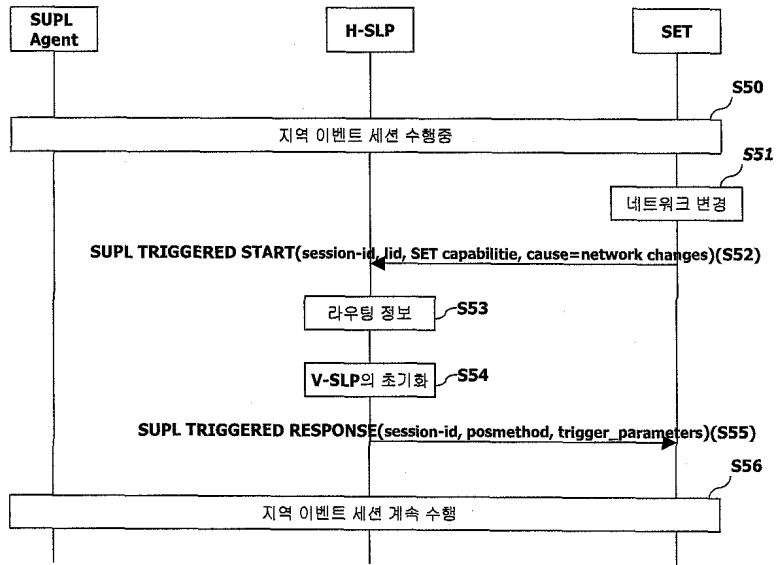 SUPL
Agent
H-SLP
SET
S50
지역 이벤트 세션 수행중
S51
네트워크 변경
SUPL TRIGGERED START(session-id, lid, SET capabilitie, cause=network changes)(S52)
라우팅 정보
S53
V-SLP의 초기화
S54
SUPL TRIGGERED RESPONSE(session-id, posmethod, trigger_parameters)(S55)
S56
지역 이벤트 세션 계속 수행